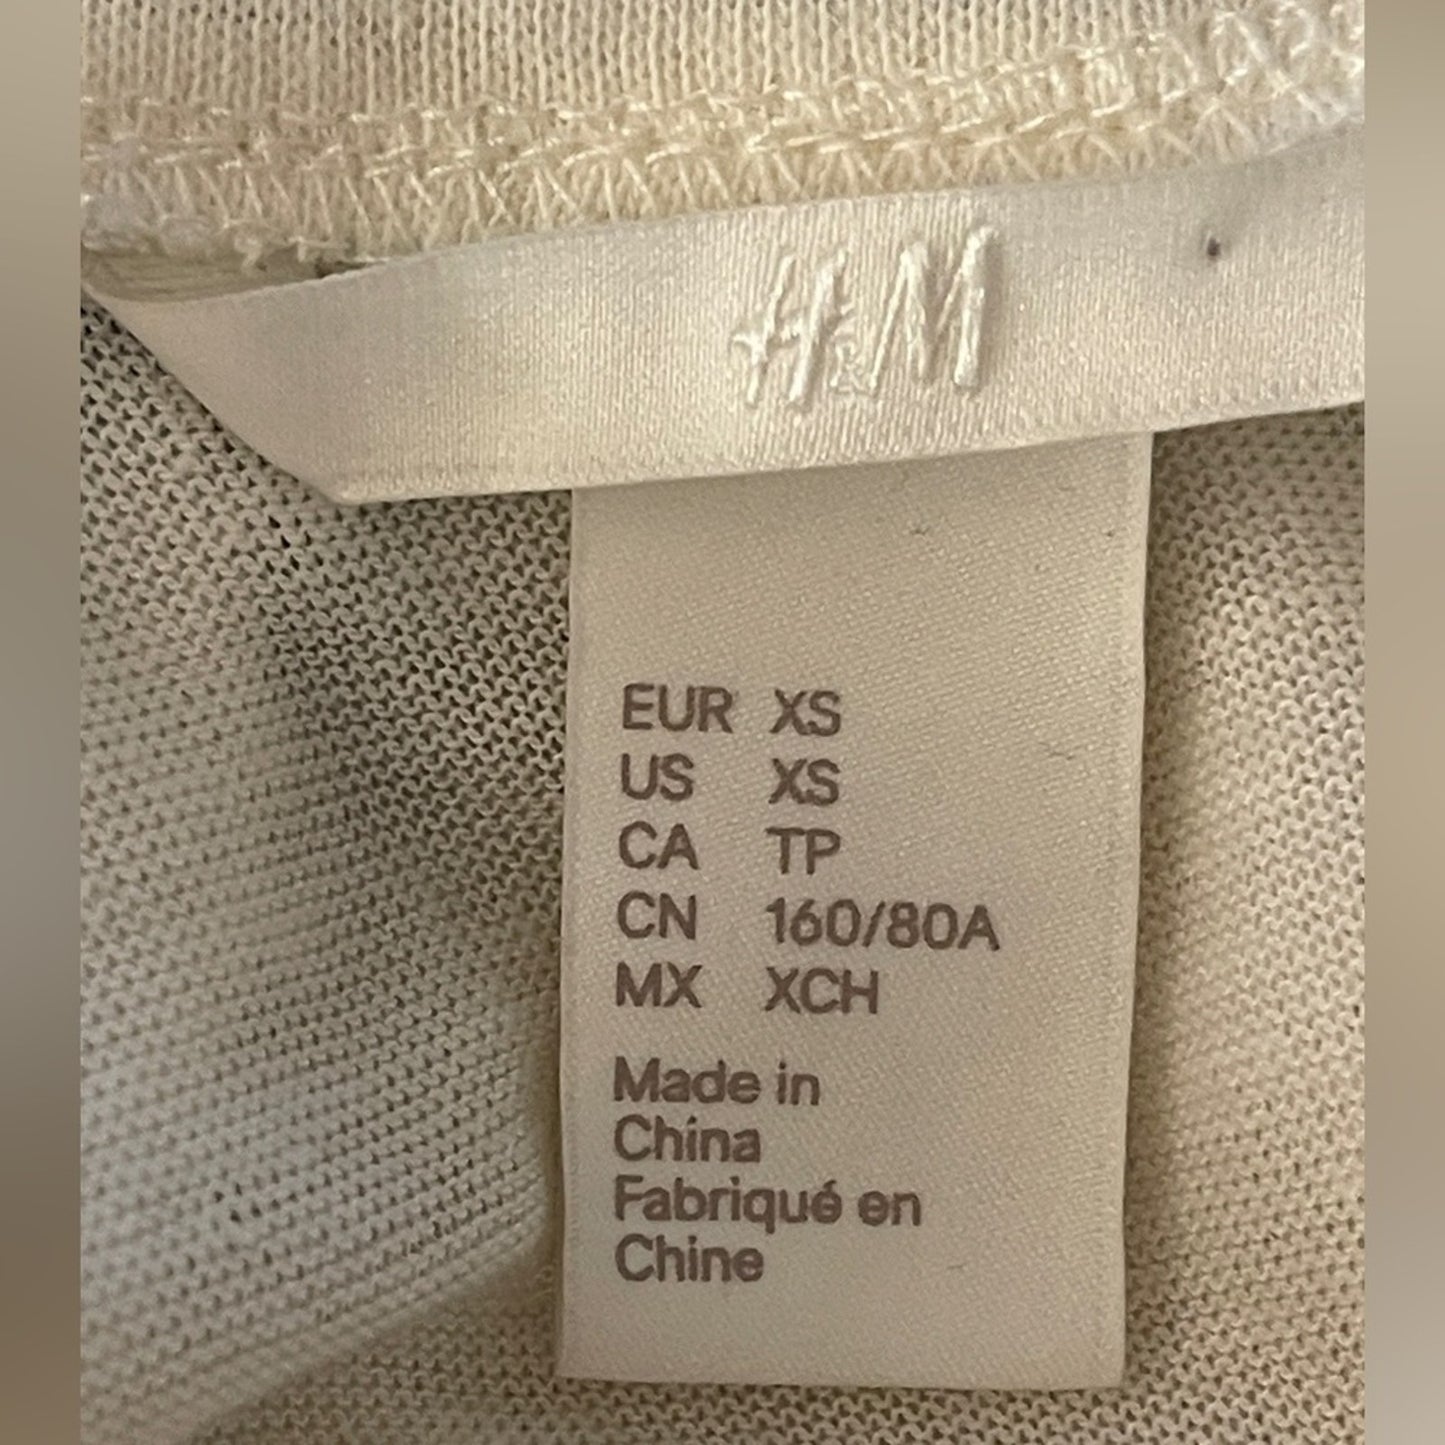 H&M
EUR XS
US XS
CA TP
CN 160/80A
MX XCH
Made in
China
Fabriqué en
Chine